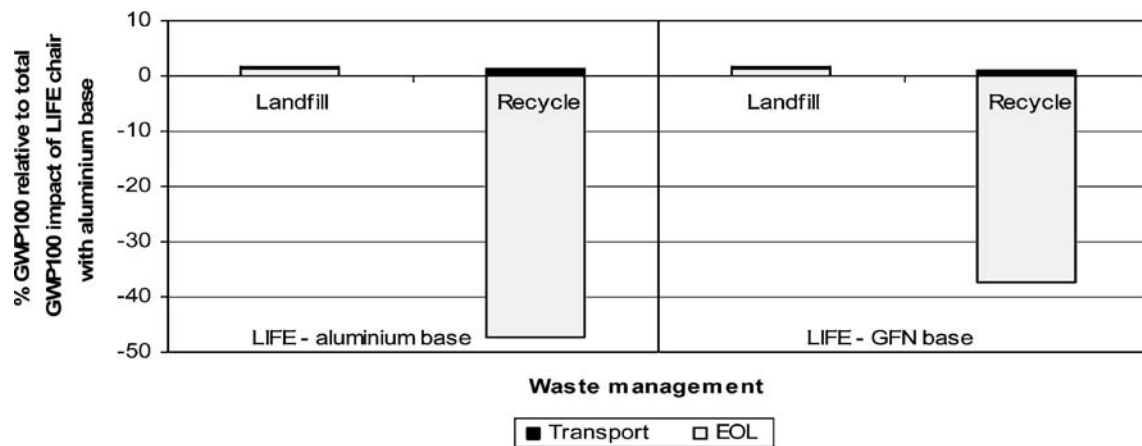 % GWP100 relative to total
GWP100 impact of LIFE chair
with aluminium base
10
0
-10
-20
-30
-40
-50
Landfill
Recycle
Landfill
Recycle
LIFE - aluminium base
LIFE - GFN base
Waste management
Transport
EOL